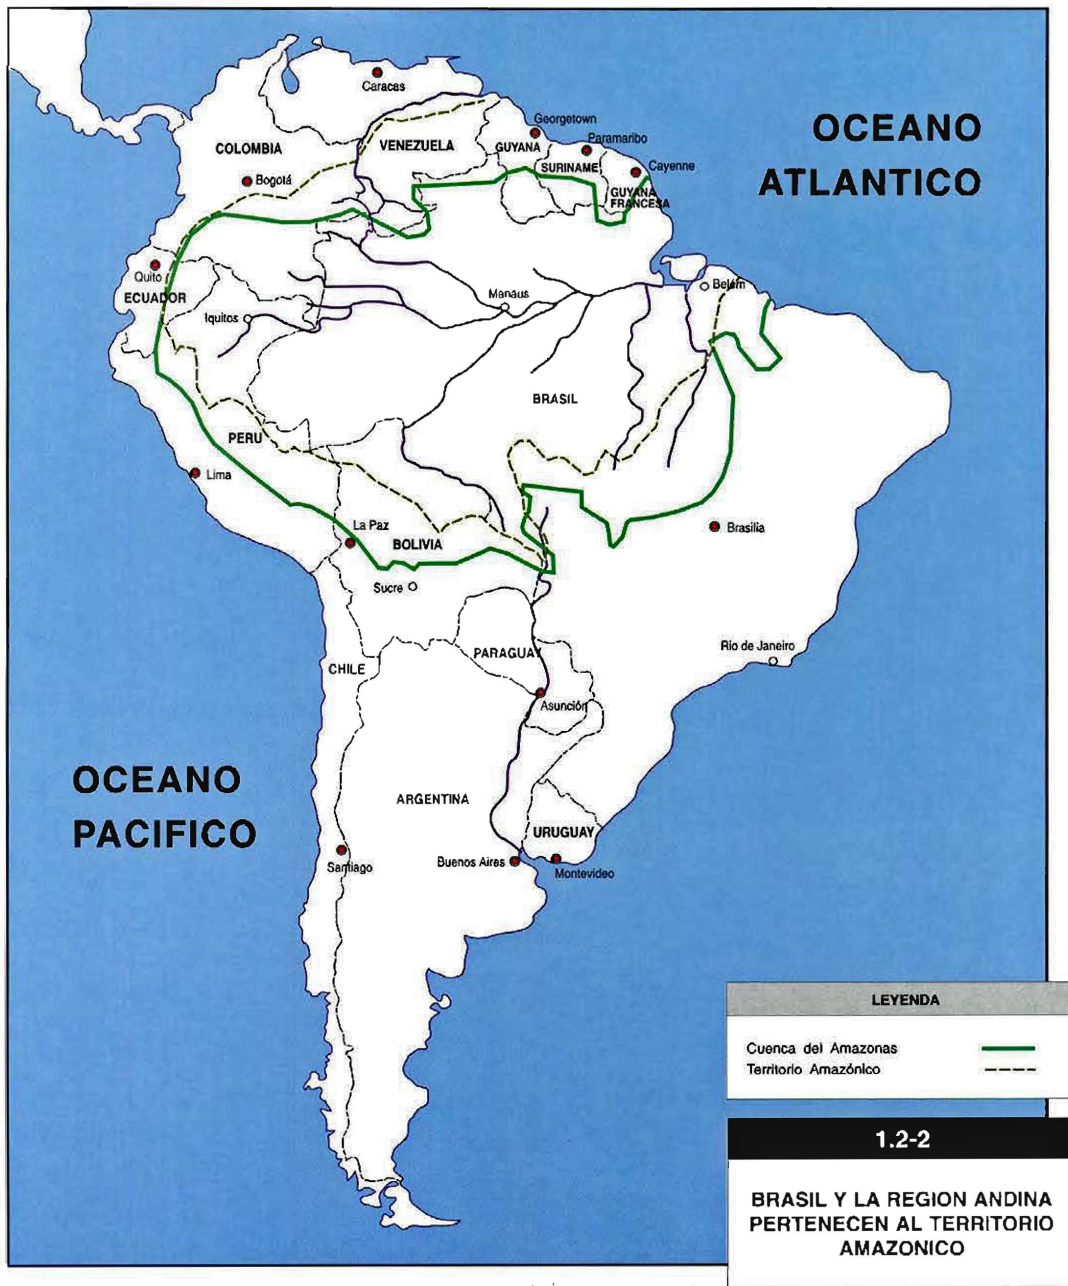 Caracas
OCEANO
ATLANTICO
Georgetown
Paramaribo
COLOMBIA
VENEZUELA
GUYANA
SURINAME
Cayenne
Bogotá
GUYANA
FRANCESA
Quito
ECUADOR
Belém
Manaus
Iquitos
BRASIL
PERU
Lima
La Paz
BOLIVIA
Brasilia
Sucre
Rio de Janeiro
PARAGUAY
CHILE
Asunción
OCEANO
PACIFICO
ARGENTINA
URUGUAY
Santiago
Buenos Aires
Montevideo
LEYENDA
Cuenca del Amazonas
Territorio Amazónico
1.2-2
BRASIL Y LA REGION ANDINA
PERTENECEN AL TERRITORIO
AMAZONICO